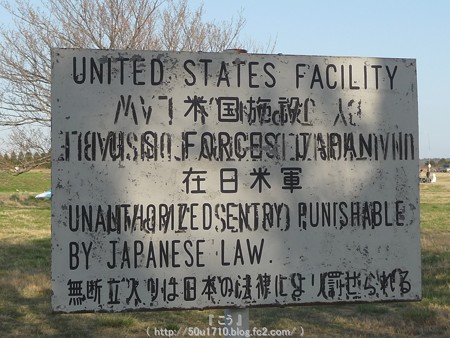 UNITED STATES FACILITY
米国施設
U.S. FORCES, JAPAN
在日米軍
UNAUTHORIZED ENTRY PUNISHABLE
BY JAPANESE LAW.
無断立入りは日本の法律により罰せられる
『 こう 』
( http://50u1710.blog.fc2.com/ )